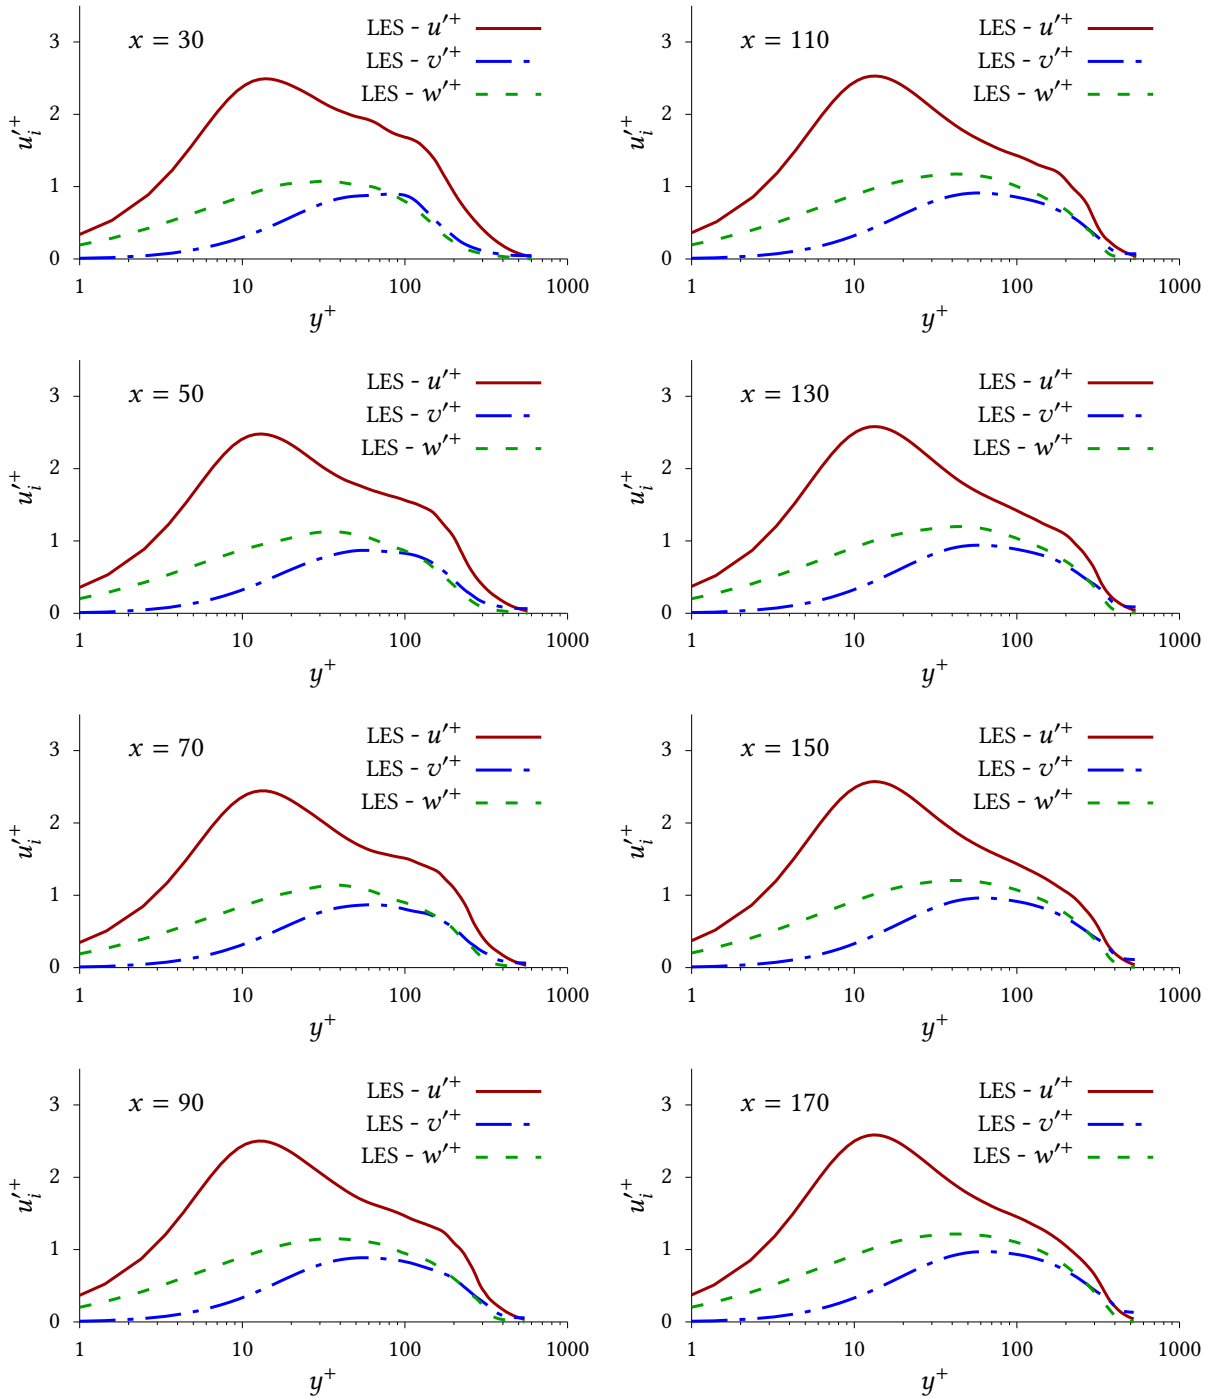 x = 30
LES - u′⁺
LES - v′⁺
LES - w′⁺
3
2
1
0
u′ᵢ⁺
1 10 100 1000
y⁺
x = 110
LES - u′⁺
LES - v′⁺
LES - w′⁺
3
2
1
0
u′ᵢ⁺
1 10 100 1000
y⁺
x = 50
LES - u′⁺
LES - v′⁺
LES - w′⁺
3
2
1
0
u′ᵢ⁺
1 10 100 1000
y⁺
x = 130
LES - u′⁺
LES - v′⁺
LES - w′⁺
3
2
1
0
u′ᵢ⁺
1 10 100 1000
y⁺
x = 70
LES - u′⁺
LES - v′⁺
LES - w′⁺
3
2
1
0
u′ᵢ⁺
1 10 100 1000
y⁺
x = 150
LES - u′⁺
LES - v′⁺
LES - w′⁺
3
2
1
0
u′ᵢ⁺
1 10 100 1000
y⁺
x = 90
LES - u′⁺
LES - v′⁺
LES - w′⁺
3
2
1
0
u′ᵢ⁺
1 10 100 1000
y⁺
x = 170
LES - u′⁺
LES - v′⁺
LES - w′⁺
3
2
1
0
u′ᵢ⁺
1 10 100 1000
y⁺